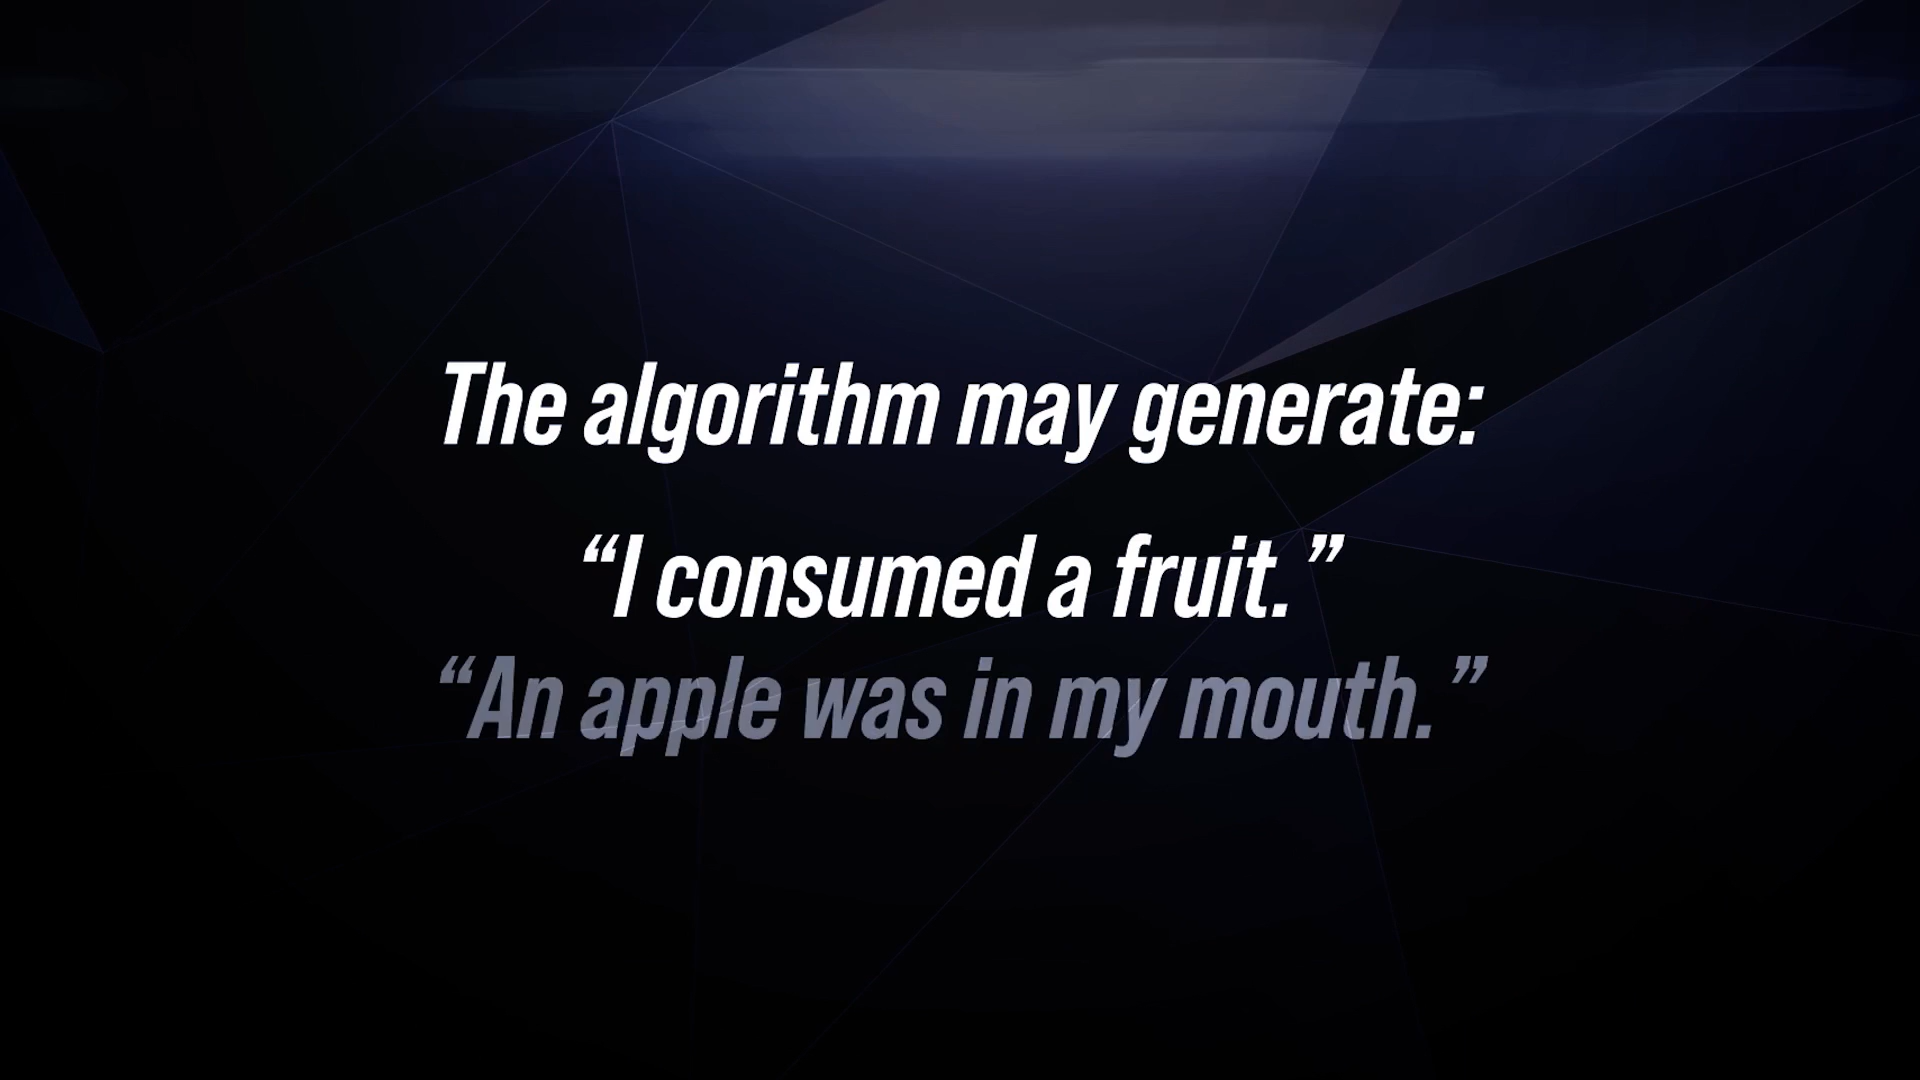 The algorithm may generate:
“I consumed a fruit.”
“An apple was in my mouth.”